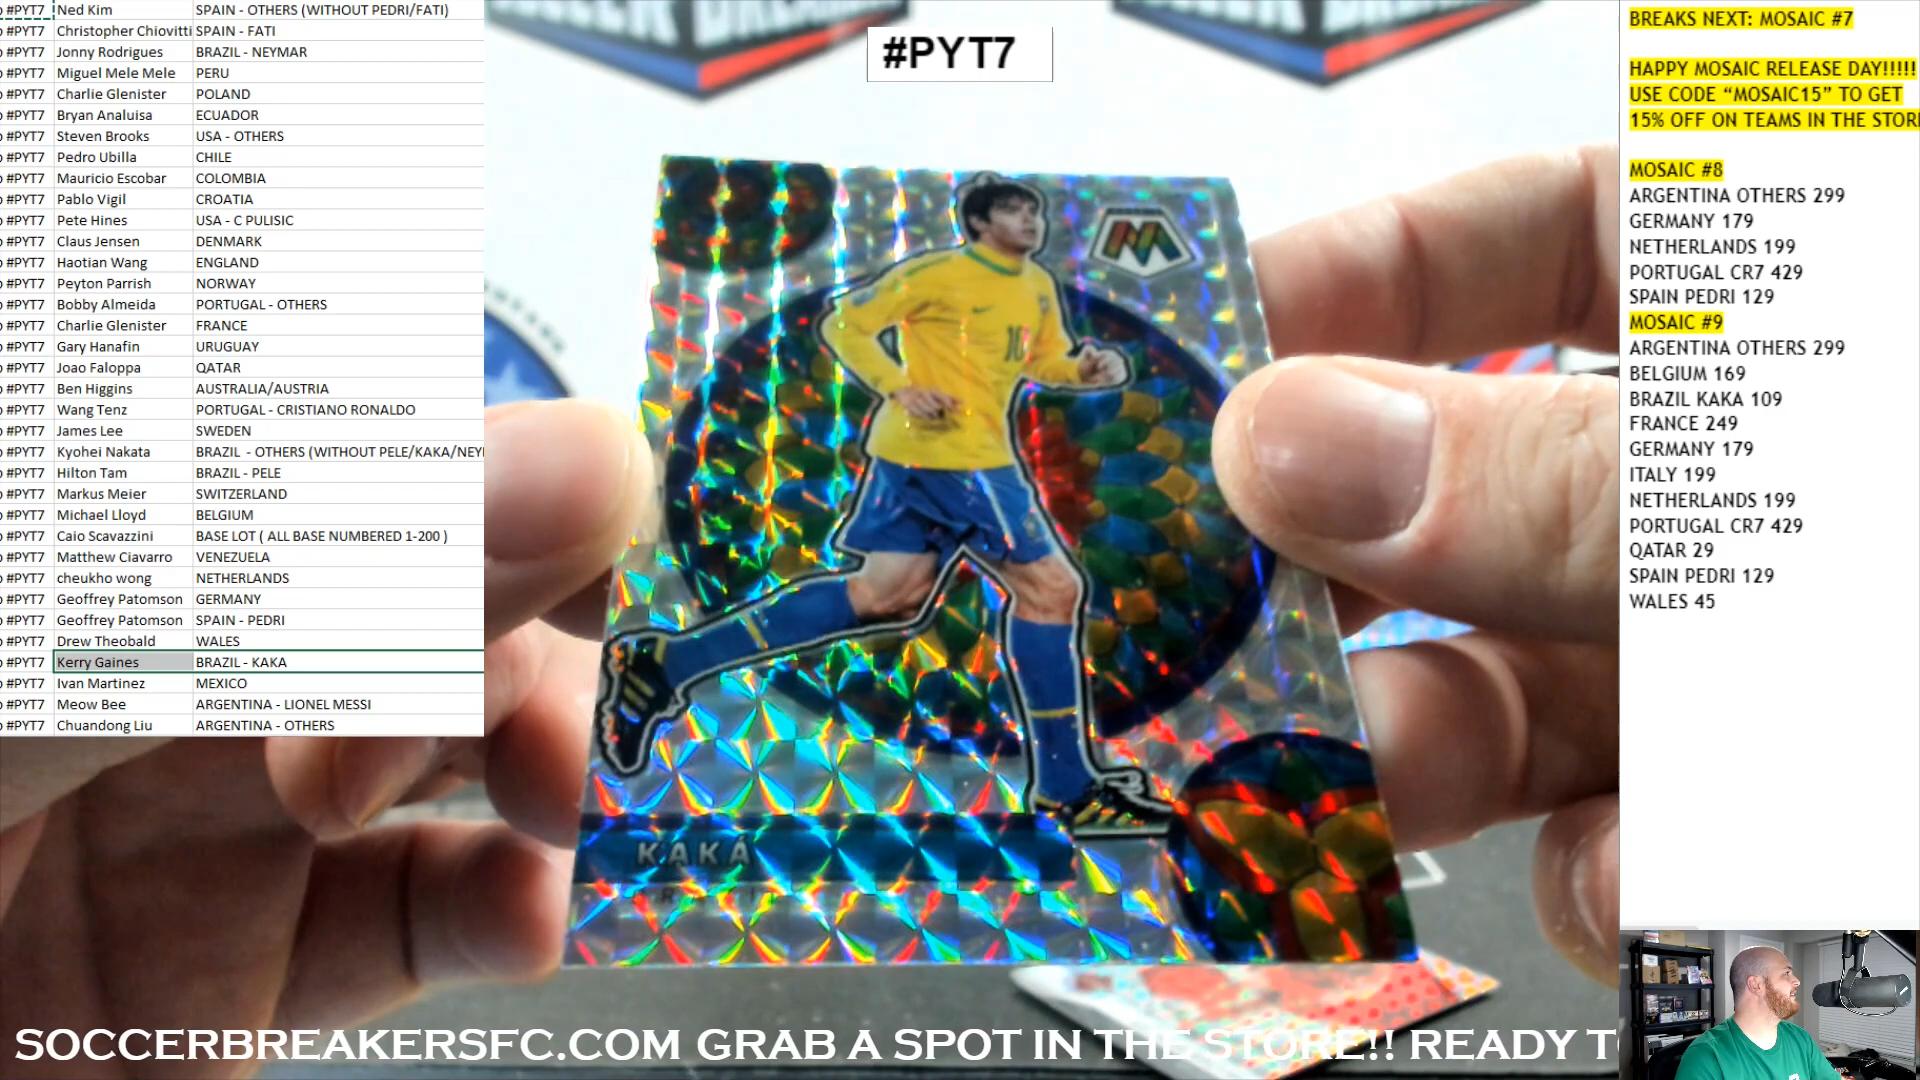 #PYT7 Ned Kim SPAIN - OTHERS (WITHOUT PEDRI/FATI)
#PYT7 Christopher Chiovitti SPAIN - FATI
#PYT7 Jonny Rodrigues BRAZIL - NEYMAR
#PYT7 Miguel Mele Mele PERU
#PYT7 Charlie Glenister POLAND
#PYT7 Bryan Analuisa ECUADOR
#PYT7 Steven Brooks USA - OTHERS
#PYT7 Pedro Ubilla CHILE
#PYT7 Mauricio Escobar COLOMBIA
#PYT7 Pablo Vigil CROATIA
#PYT7 Pete Hines USA - C PULISIC
#PYT7 Claus Jensen DENMARK
#PYT7 Haotian Wang ENGLAND
#PYT7 Peyton Parrish NORWAY
#PYT7 Bobby Almeida PORTUGAL - OTHERS
#PYT7 Charlie Glenister FRANCE
#PYT7 Gary Hanafin URUGUAY
#PYT7 Joao Faloppa QATAR
#PYT7 Ben Higgins AUSTRALIA/AUSTRIA
#PYT7 Wang Tenz PORTUGAL - CRISTIANO RONALDO
#PYT7 James Lee SWEDEN
#PYT7 Kyohei Nakata BRAZIL - OTHERS (WITHOUT PELE/KAKA/NEY
#PYT7 Hilton Tam BRAZIL - PELE
#PYT7 Markus Meier SWITZERLAND
#PYT7 Michael Lloyd BELGIUM
#PYT7 Caio Scavazzini BASE LOT ( ALL BASE NUMBERED 1-200 )
#PYT7 Matthew Ciavarro VENEZUELA
#PYT7 cheukho wong NETHERLANDS
#PYT7 Geoffrey Patomson GERMANY
#PYT7 Geoffrey Patomson SPAIN - PEDRI
#PYT7 Drew Theobald WALES
#PYT7 Kerry Gaines BRAZIL - KAKA
#PYT7 Ivan Martinez MEXICO
#PYT7 Meow Bee ARGENTINA - LIONEL MESSI
#PYT7 Chuandong Liu ARGENTINA - OTHERS
#PYT7
10
KAKÁ
BREAKS NEXT: MOSAIC #7
HAPPY MOSAIC RELEASE DAY!!!!!
USE CODE “MOSAIC15” TO GET
15% OFF ON TEAMS IN THE STORE
MOSAIC #8
ARGENTINA OTHERS 299
GERMANY 179
NETHERLANDS 199
PORTUGAL CR7 429
SPAIN PEDRI 129
MOSAIC #9
ARGENTINA OTHERS 299
BELGIUM 169
BRAZIL KAKA 109
FRANCE 249
GERMANY 179
ITALY 199
NETHERLANDS 199
PORTUGAL CR7 429
QATAR 29
SPAIN PEDRI 129
WALES 45
SOCCERBREAKERSFC.COM GRAB A SPOT IN THE STORE!! READY